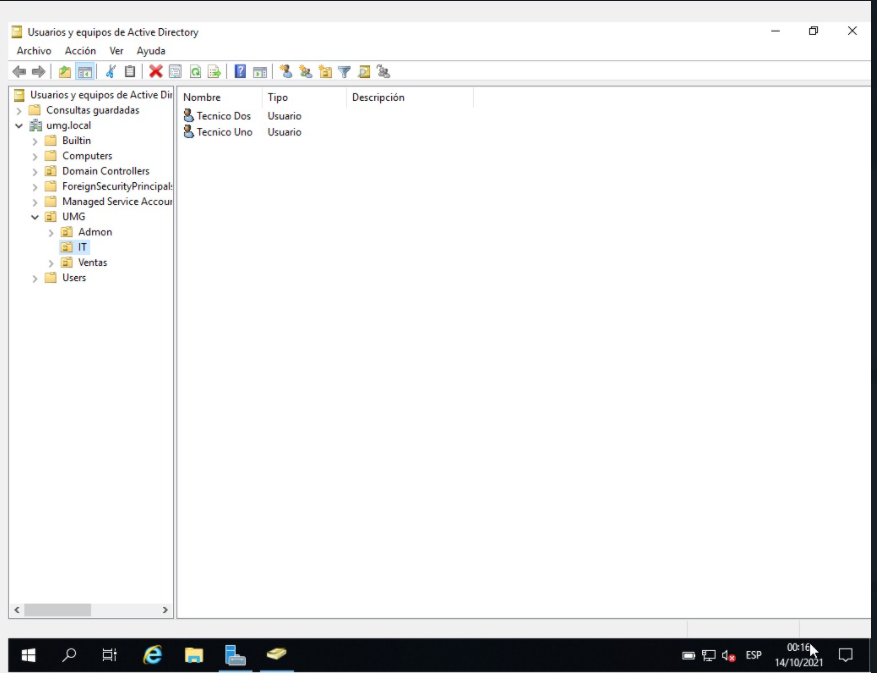 Usuarios y equipos de Active Directory
Archivo Acción Ver Ayuda
Usuarios y equipos de Active Dir
Consultas guardadas
umg.local
Builtin
Computers
Domain Controllers
ForeignSecurityPrincipals
Managed Service Accour
UMG
Admon
IT
Ventas
Users
Nombre Tipo Descripción
Tecnico Dos Usuario
Tecnico Uno Usuario
ESP
00:16
14/10/2021